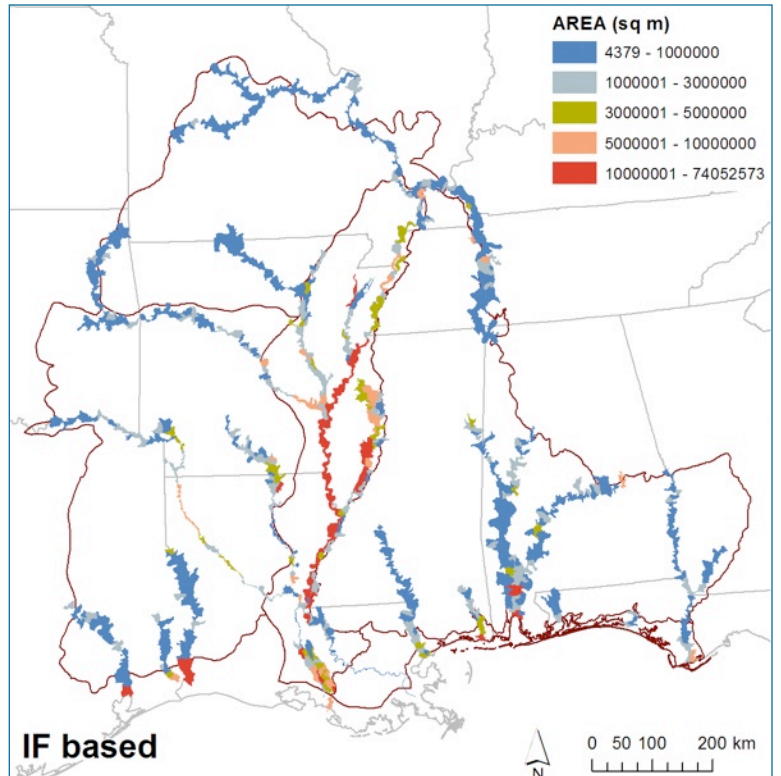 AREA (sq m)
4379 - 1000000
1000001 - 3000000
3000001 - 5000000
5000001 - 10000000
10000001 - 74052573
IF based
N
0 50 100 200 km